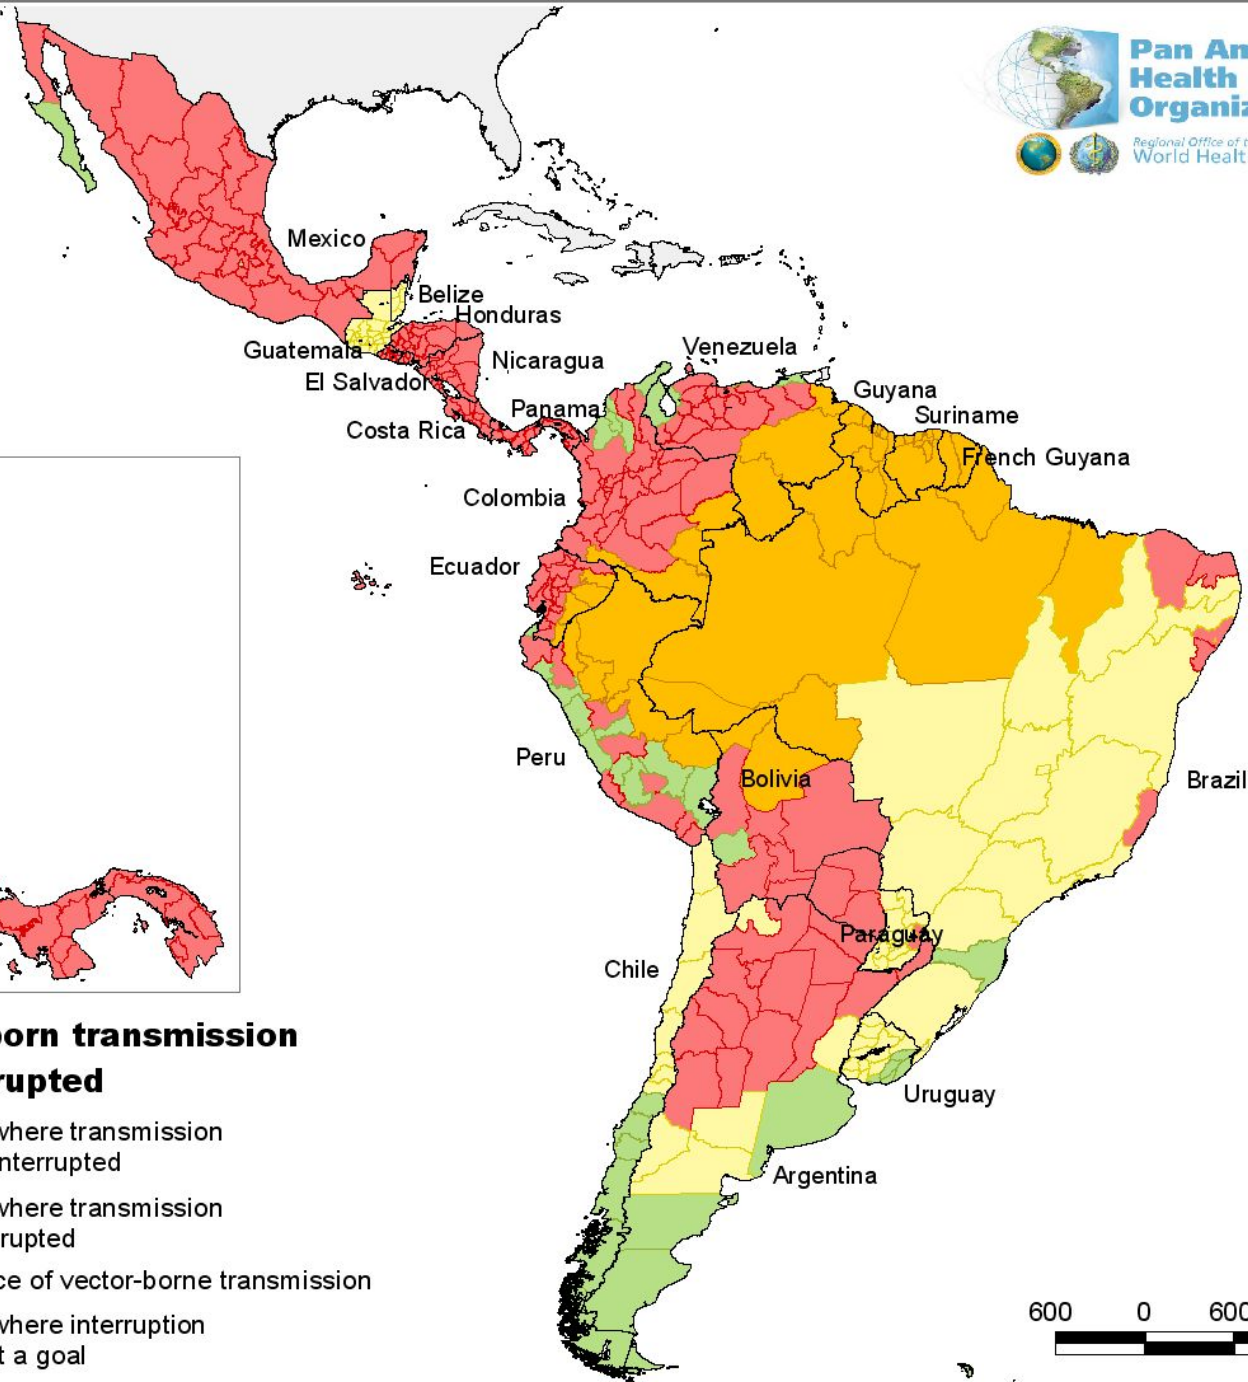 Pan Am
Health
Organiz
Regional Office of t
World Health
Mexico
Belize
Honduras
Guatemala
Nicaragua
El Salvador
Venezuela
Guyana
Panama
Suriname
Costa Rica
French Guyana
Colombia
Ecuador
Peru
Bolivia
Brazil
Paraguay
Chile
orn transmission
rupted
Uruguay
where transmission
nterrupted
Argentina
where transmission
rupted
ce of vector-borne transmission
where interruption
t a goal
600 0 600